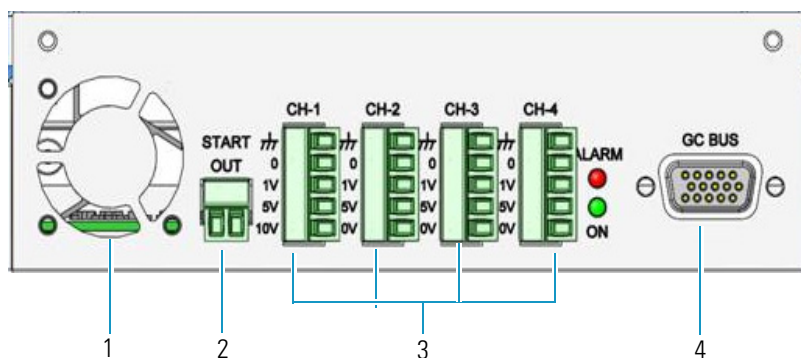 CH-1 CH-2 CH-3 CH-4
START
OUT
0 0 0 0
1V 1V 1V 1V
5V 5V 5V 5V
10V 0V 0V 0V
ALARM
ON
GC BUS
1 2 3 4